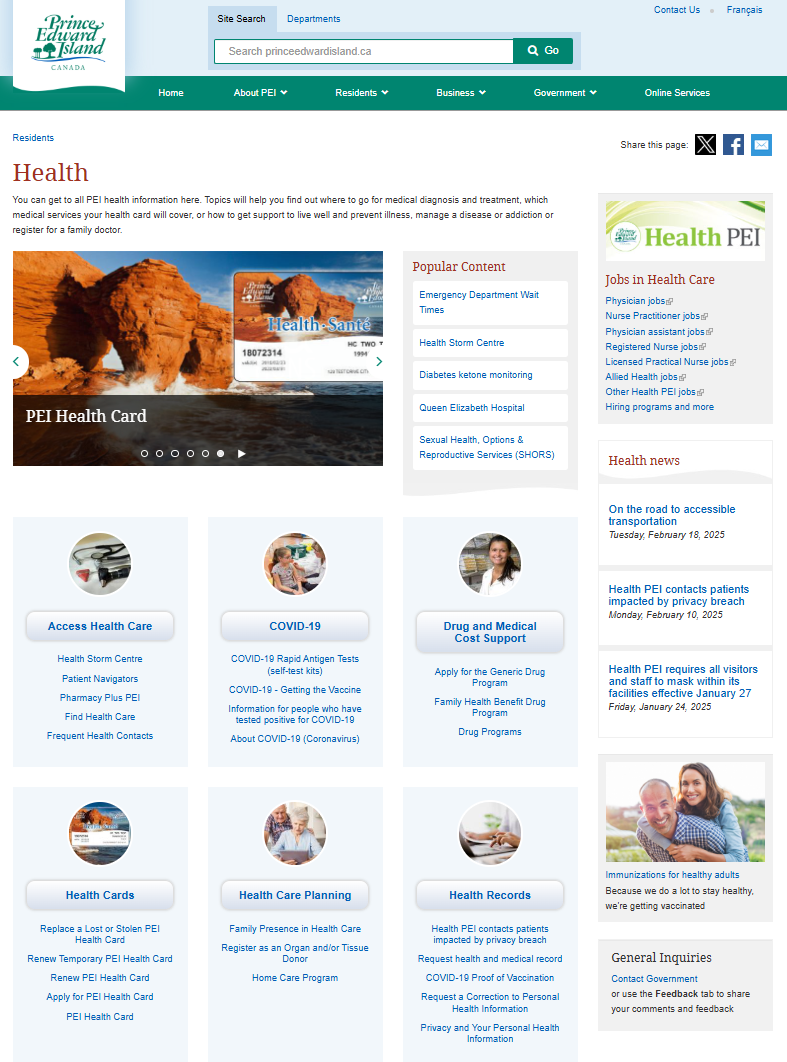 Prince
Edward
Island
CANADA
Site Search
Departments
Contact Us
Français
Search princeedwardisland.ca
Go
Home
About PEI
Residents
Business
Government
Online Services
Residents
Share this page:
Health
You can get to all PEI health information here. Topics will help you find out where to go for medical diagnosis and treatment, which
medical services your health card will cover, or how to get support to live well and prevent illness, manage a disease or addiction or
register for a family doctor.
Prince
Edward
Island
Health-Santé
18072314
HC TWO
1994
PEI Health Card
Popular Content
Emergency Department Wait
Times
Health Storm Centre
Diabetes ketone monitoring
Queen Elizabeth Hospital
Sexual Health, Options &
Reproductive Services (SHORS)
Health PEI
Jobs in Health Care
Physician jobs
Nurse Practitioner jobs
Physician assistant jobs
Registered Nurse jobs
Licensed Practical Nurse jobs
Allied Health jobs
Other Health PEI jobs
Hiring programs and more
Health news
On the road to accessible
transportation
Tuesday, February 18, 2025
Health PEI contacts patients
impacted by privacy breach
Monday, February 10, 2025
Health PEI requires all visitors
and staff to mask within its
facilities effective January 27
Friday, January 24, 2025
Immunizations for healthy adults
Because we do a lot to stay healthy,
we're getting vaccinated
General Inquiries
Contact Government
or use the Feedback tab to share
your comments and feedback
Access Health Care
Health Storm Centre
Patient Navigators
Pharmacy Plus PEI
Find Health Care
Frequent Health Contacts
COVID-19
COVID-19 Rapid Antigen Tests
(self-test kits)
COVID-19 - Getting the Vaccine
Information for people who have
tested positive for COVID-19
About COVID-19 (Coronavirus)
Drug and Medical
Cost Support
Apply for the Generic Drug
Program
Family Health Benefit Drug
Program
Drug Programs
Health Cards
Replace a Lost or Stolen PEI
Health Card
Renew Temporary PEI Health Card
Renew PEI Health Card
Apply for PEI Health Card
PEI Health Card
Health Care Planning
Family Presence in Health Care
Register as an Organ and/or Tissue
Donor
Home Care Program
Health Records
Health PEI contacts patients
impacted by privacy breach
Request health and medical record
COVID-19 Proof of Vaccination
Request a Correction to Personal
Health Information
Privacy and Your Personal Health
Information